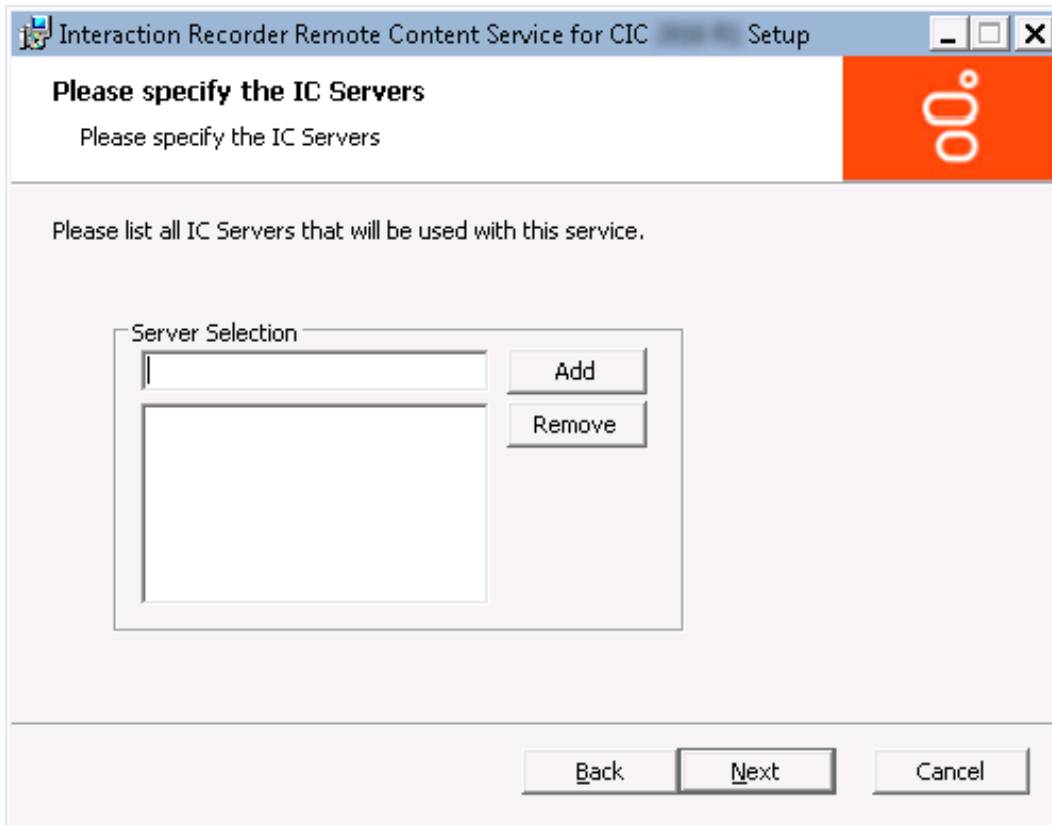 Interaction Recorder Remote Content Service for CIC Setup
Please specify the IC Servers
Please specify the IC Servers
Please list all IC Servers that will be used with this service.
Server Selection
Add
Remove
Back
Next
Cancel